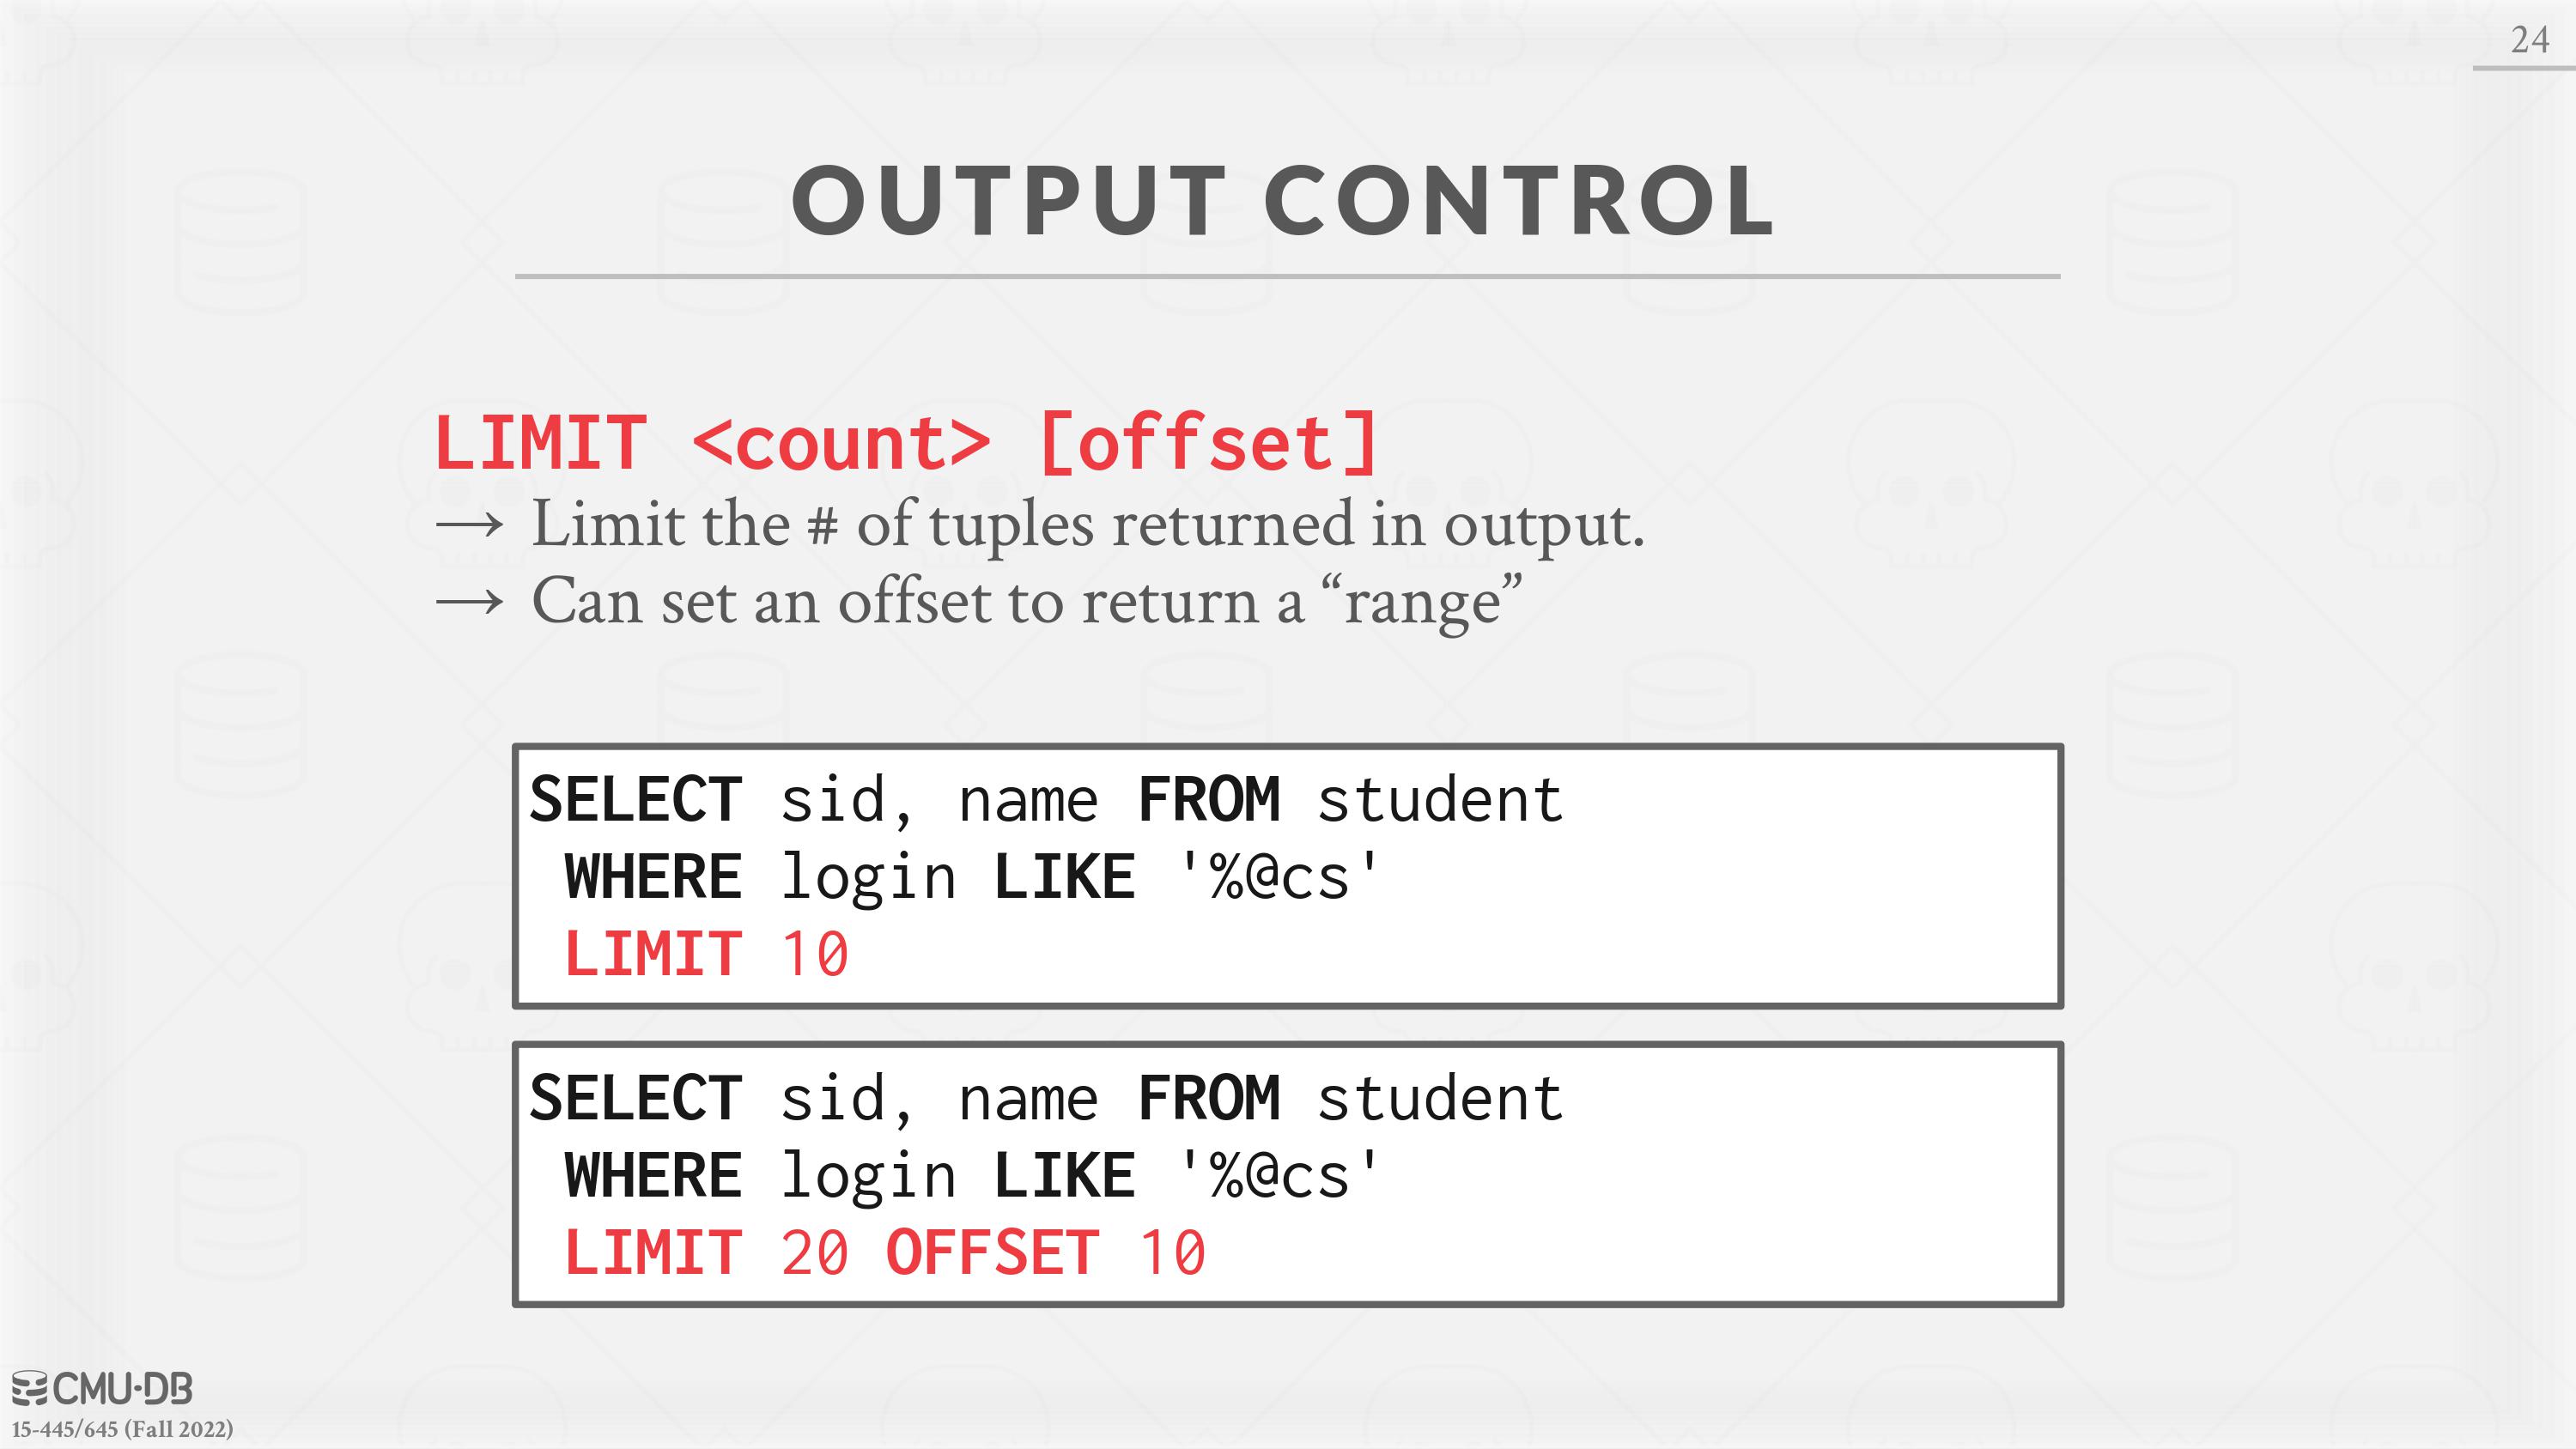 24
OUTPUT CONTROL
LIMIT <count> [offset]
→ Limit the # of tuples returned in output.
→ Can set an offset to return a “range”
SELECT sid, name FROM student
WHERE login LIKE '%@cs'
LIMIT 10
SELECT sid, name FROM student
WHERE login LIKE '%@cs'
LIMIT 20 OFFSET 10
CMU·DB
15-445/645 (Fall 2022)